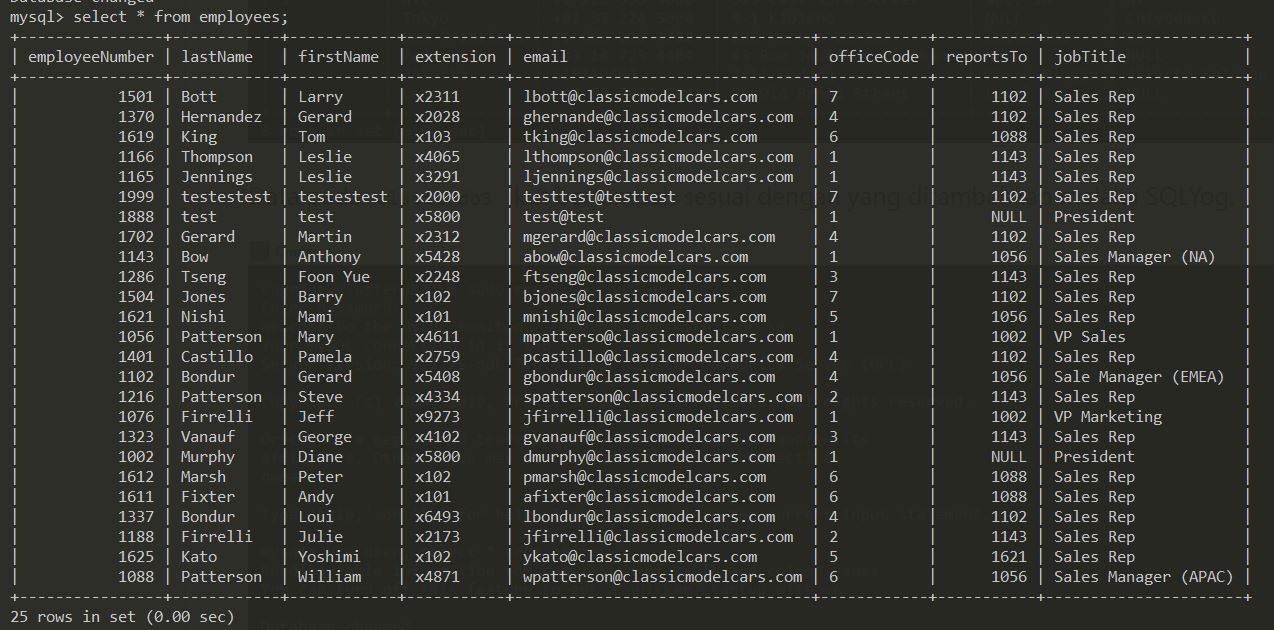 Database changed
mysql> select * from employees;
+----------------+------------+------------+-----------+--------------------------------+------------+-----------+----------------------+
| employeeNumber | lastName | firstName | extension | email | officeCode | reportsTo | jobTitle |
+----------------+------------+------------+-----------+--------------------------------+------------+-----------+----------------------+
| 1501 | Bott | Larry | x2311 | lbott@classicmodelcars.com | 7 | 1102 | Sales Rep |
| 1370 | Hernandez | Gerard | x2028 | ghernande@classicmodelcars.com | 4 | 1102 | Sales Rep |
| 1619 | King | Tom | x103 | tking@classicmodelcars.com | 6 | 1088 | Sales Rep |
| 1166 | Thompson | Leslie | x4065 | lthompson@classicmodelcars.com | 1 | 1143 | Sales Rep |
| 1165 | Jennings | Leslie | x3291 | ljennings@classicmodelcars.com | 1 | 1143 | Sales Rep |
| 1999 | testestest | testestest | x2000 | testtest@testtest | 7 | 1102 | Sales Rep |
| 1888 | test | test | x5800 | test@test | 1 | NULL | President |
| 1702 | Gerard | Martin | x2312 | mgerard@classicmodelcars.com | 4 | 1102 | Sales Rep |
| 1143 | Bow | Anthony | x5428 | abow@classicmodelcars.com | 1 | 1056 | Sales Manager (NA) |
| 1286 | Tseng | Foon Yue | x2248 | ftseng@classicmodelcars.com | 3 | 1143 | Sales Rep |
| 1504 | Jones | Barry | x102 | bjones@classicmodelcars.com | 7 | 1102 | Sales Rep |
| 1621 | Nishi | Mami | x101 | mnishi@classicmodelcars.com | 5 | 1056 | Sales Rep |
| 1056 | Patterson | Mary | x4611 | mpatterso@classicmodelcars.com | 1 | 1002 | VP Sales |
| 1401 | Castillo | Pamela | x2759 | pcastillo@classicmodelcars.com | 4 | 1102 | Sales Rep |
| 1102 | Bondur | Gerard | x5408 | gbondur@classicmodelcars.com | 4 | 1056 | Sale Manager (EMEA) |
| 1216 | Patterson | Steve | x4334 | spatterson@classicmodelcars.com | 2 | 1143 | Sales Rep |
| 1076 | Firrelli | Jeff | x9273 | jfirrelli@classicmodelcars.com | 1 | 1002 | VP Marketing |
| 1323 | Vanauf | George | x4102 | gvanauf@classicmodelcars.com | 3 | 1143 | Sales Rep |
| 1002 | Murphy | Diane | x5800 | dmurphy@classicmodelcars.com | 1 | NULL | President |
| 1612 | Marsh | Peter | x102 | pmarsh@classicmodelcars.com | 6 | 1088 | Sales Rep |
| 1611 | Fixter | Andy | x101 | afixter@classicmodelcars.com | 6 | 1088 | Sales Rep |
| 1337 | Bondur | Loui | x6493 | lbondur@classicmodelcars.com | 4 | 1102 | Sales Rep |
| 1188 | Firrelli | Julie | x2173 | jfirrelli@classicmodelcars.com | 2 | 1143 | Sales Rep |
| 1625 | Kato | Yoshimi | x102 | ykato@classicmodelcars.com | 5 | 1621 | Sales Rep |
| 1088 | Patterson | William | x4871 | wpatterson@classicmodelcars.com | 6 | 1056 | Sales Manager (APAC) |
+----------------+------------+------------+-----------+--------------------------------+------------+-----------+----------------------+
25 rows in set (0.00 sec)